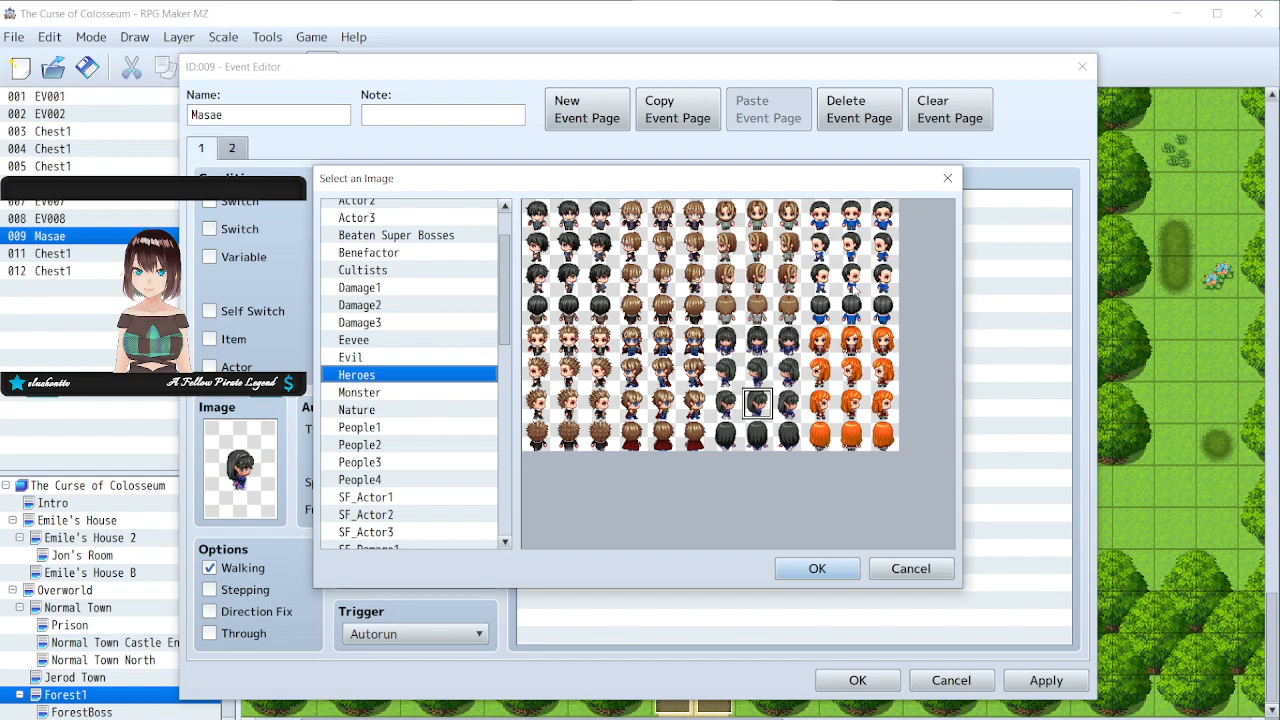 The Curse of Colosseum - RPG Maker MZ
File Edit Mode Draw Layer Scale Tools Game Help
ID:009 - Event Editor
Name: Note:
Masae
New Event Page
Copy Event Page
Paste Event Page
Delete Event Page
Clear Event Page
1 2
001 EV001
002 EV002
003 Chest1
004 Chest1
005 Chest1
008 EV008
009 Masae
011 Chest1
012 Chest1
Switch
Switch
Variable
Self Switch
Item
Actor
A Fellow Pirate Legend $
Image
Options
Walking
Stepping
Direction Fix
Through
Trigger
Autorun
Select an Image
Actor2
Actor3
Beaten Super Bosses
Benefactor
Cultists
Damage1
Damage2
Damage3
Eevee
Evil
Heroes
Monster
Nature
People1
People2
People3
People4
SF_Actor1
SF_Actor2
SF_Actor3
SF_Damage1
OK Cancel
OK Cancel Apply
The Curse of Colosseum
Intro
Emile's House
Emile's House 2
Jon's Room
Emile's House B
Overworld
Normal Town
Prison
Normal Town Castle En
Normal Town North
Jerod Town
Forest1
ForestBoss